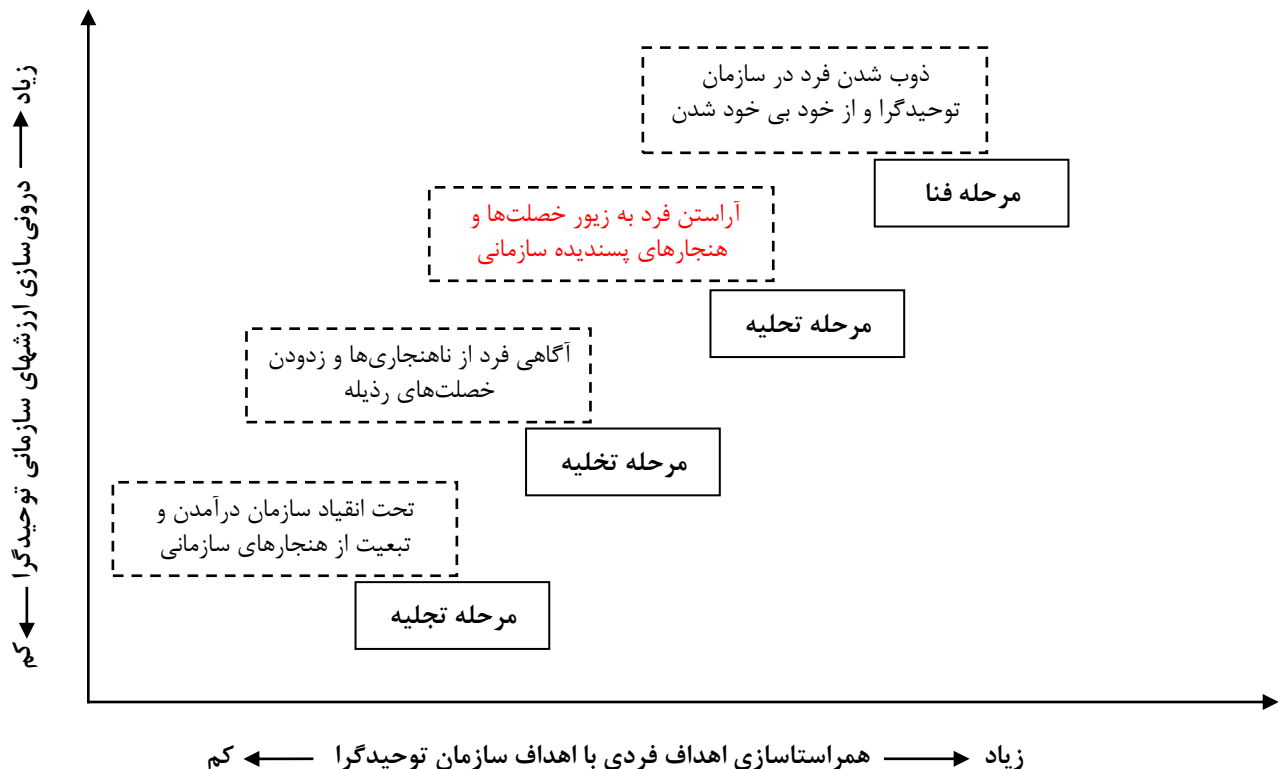 ذوب شدن فرد در سازمان
توحیدگرا و از خود بی خود شدن
مرحله فنا
آراستن فرد به زیور خصلت‌ها و
هنجارهای پسندیده سازمانی
مرحله تحلیه
آگاهی فرد از ناهنجاری‌ها و زدودن
خصلت‌های رذیله
مرحله تخلیه
تحت انقیاد سازمان درآمدن و
تبعیت از هنجارهای سازمانی
مرحله تجلیه
کم درونی‌سازی ارزشهای سازمانی توحیدگرا زیاد
زیاد همراستاسازی اهداف فردی با اهداف سازمان توحیدگرا کم